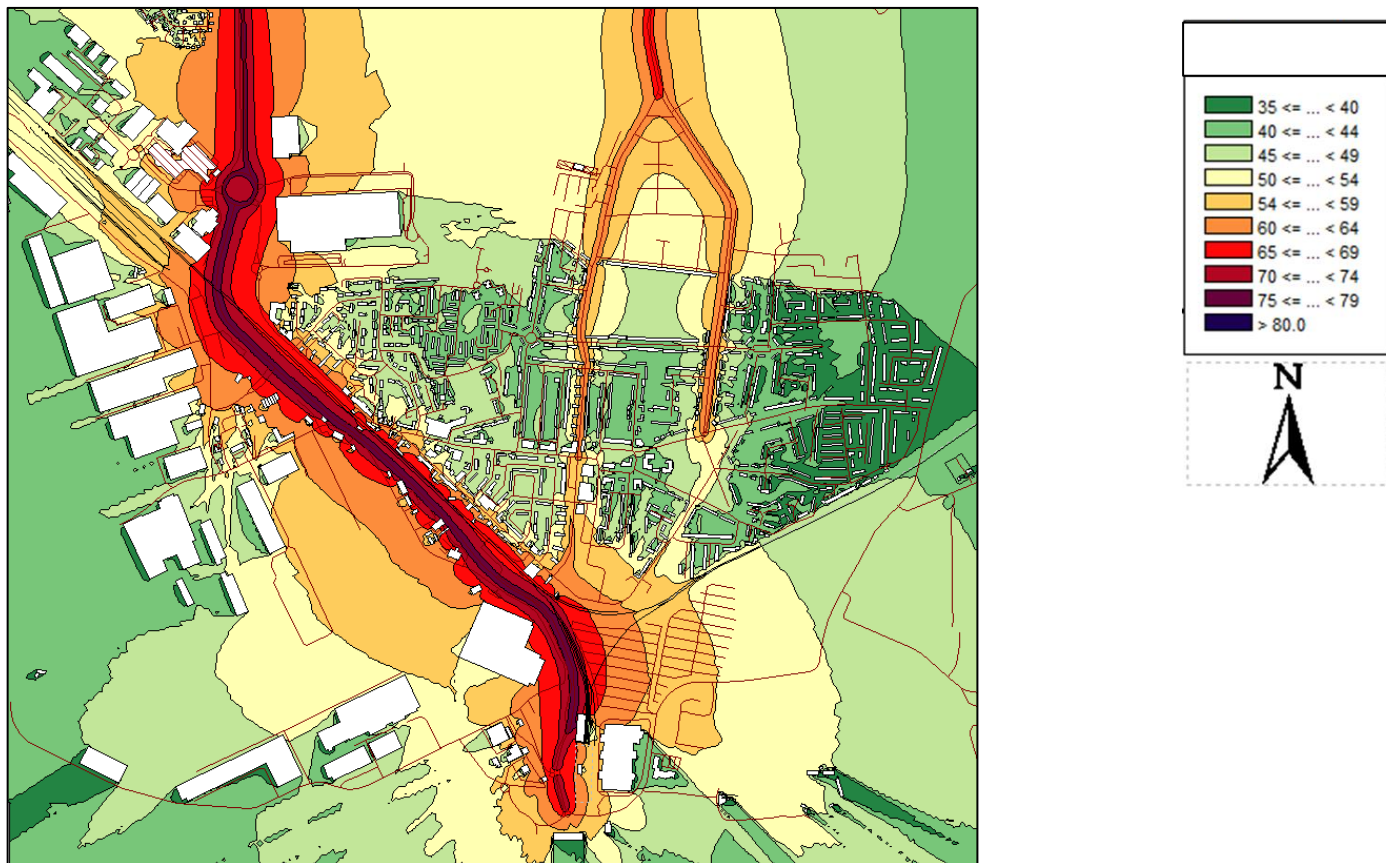 35 <= ... < 40
40 <= ... < 44
45 <= ... < 49
50 <= ... < 54
54 <= ... < 59
60 <= ... < 64
65 <= ... < 69
70 <= ... < 74
75 <= ... < 79
> 80.0
N